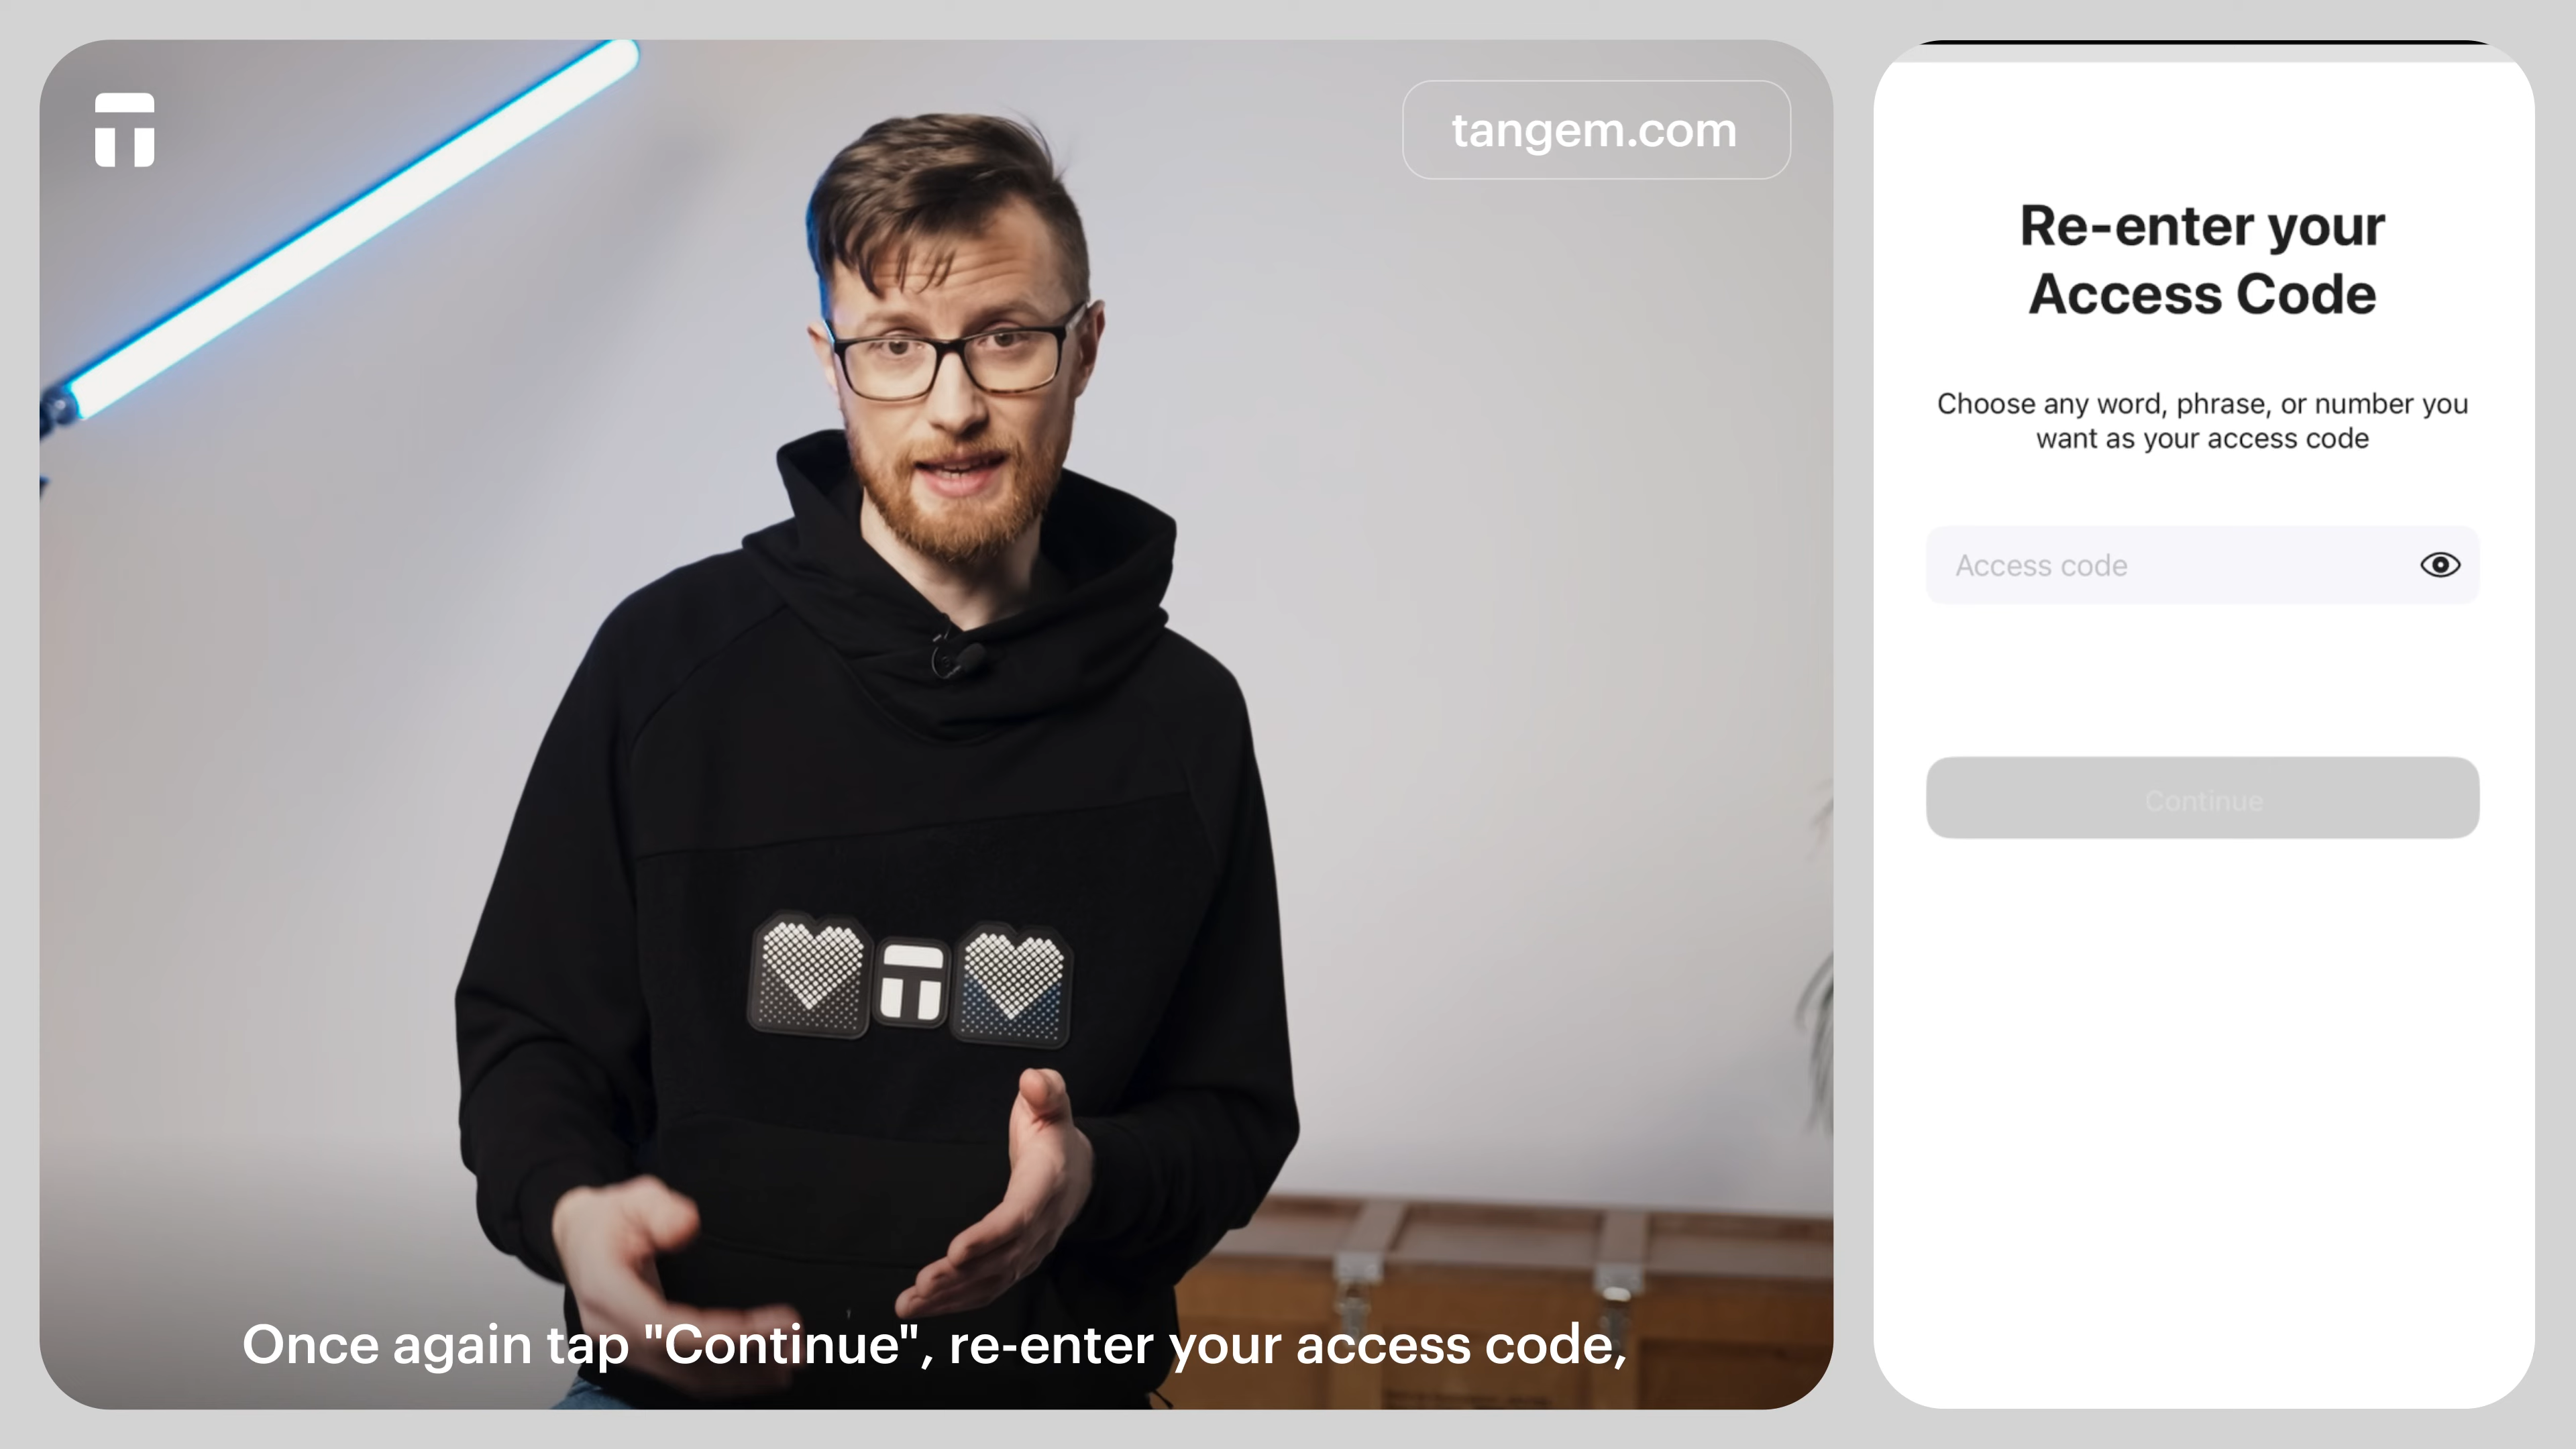 tangem.com
Once again tap "Continue", re-enter your access code,
Re-enter your
Access Code
Choose any word, phrase, or number you
want as your access code
Access code
Continue